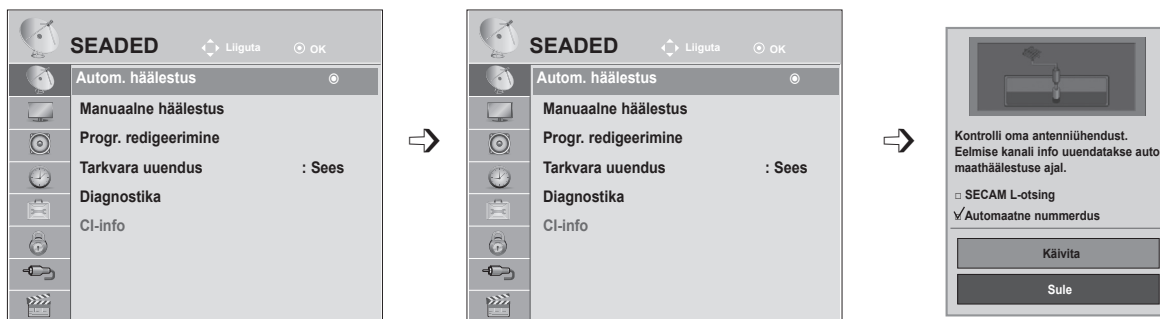 SEADED Liiguta OK
Autom. häälestus
Manuaalne häälestus
Progr. redigeerimine
Tarkvara uuendus : Sees
Diagnostika
CI-info
SEADED Liiguta OK
Autom. häälestus
Manuaalne häälestus
Progr. redigeerimine
Tarkvara uuendus : Sees
Diagnostika
CI-info
Kontrolli oma antenniühendust.
Eelmise kanali info uuendatakse auto
maathäälestuse ajal.
SECAM L-otsing
Automaatne nummerdus
Käivita
Sule